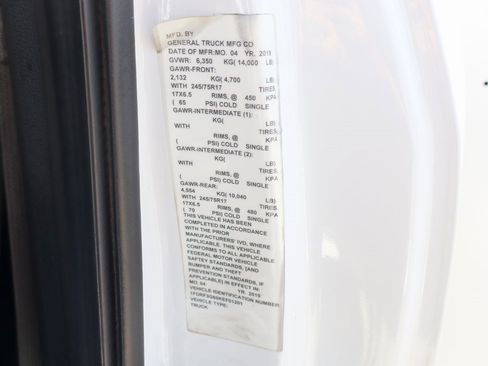 MFD. BY
GENERAL TRUCK MFG CO.
DATE OF MFR:MO. 04 YR. 2019
GVWR: 6,350 KG(14,000 LB)
GAWR-FRONT:
2,132 KG( 4,700 LB)
WITH 245/75R17 TIRES,
17X6.5 RIMS, @ 450 KPA
( 65 PSI) COLD SINGLE
GAWR-INTERMEDIATE (1):
KG( LB)
WITH TIRES,
RIMS, @ KPA
( PSI) COLD SINGLE
GAWR-INTERMEDIATE (2):
KG( LB)
WITH TIRES,
RIMS, @ KPA
( PSI) COLD SINGLE
GAWR-REAR:
4,554 KG( 10,040 LB)
WITH 245/75R17 TIRES,
17X6.5 RIMS, @ 480 KPA
( 70 PSI) COLD SINGLE
THIS VEHICLE HAS BEEN
COMPLETED IN ACCORDANCE
WITH THE PRIOR
MANUFACTURERS' IVD, WHERE
APPLICABLE, THIS VEHICLE
CONFORMS TO ALL APPLICABLE
FEDERAL MOTOR VEHICLE
SAFTEY STANDARDS, [AND
BUMPER AND THEFT
PREVENTION STANDARDS, IF
APPLICABLE] IN EFFECT IN:
MO. 04 YR. 2019
VEHICLE IDENTIFICATION NUMBER:
VEHICLE TYPE:
TRUCK